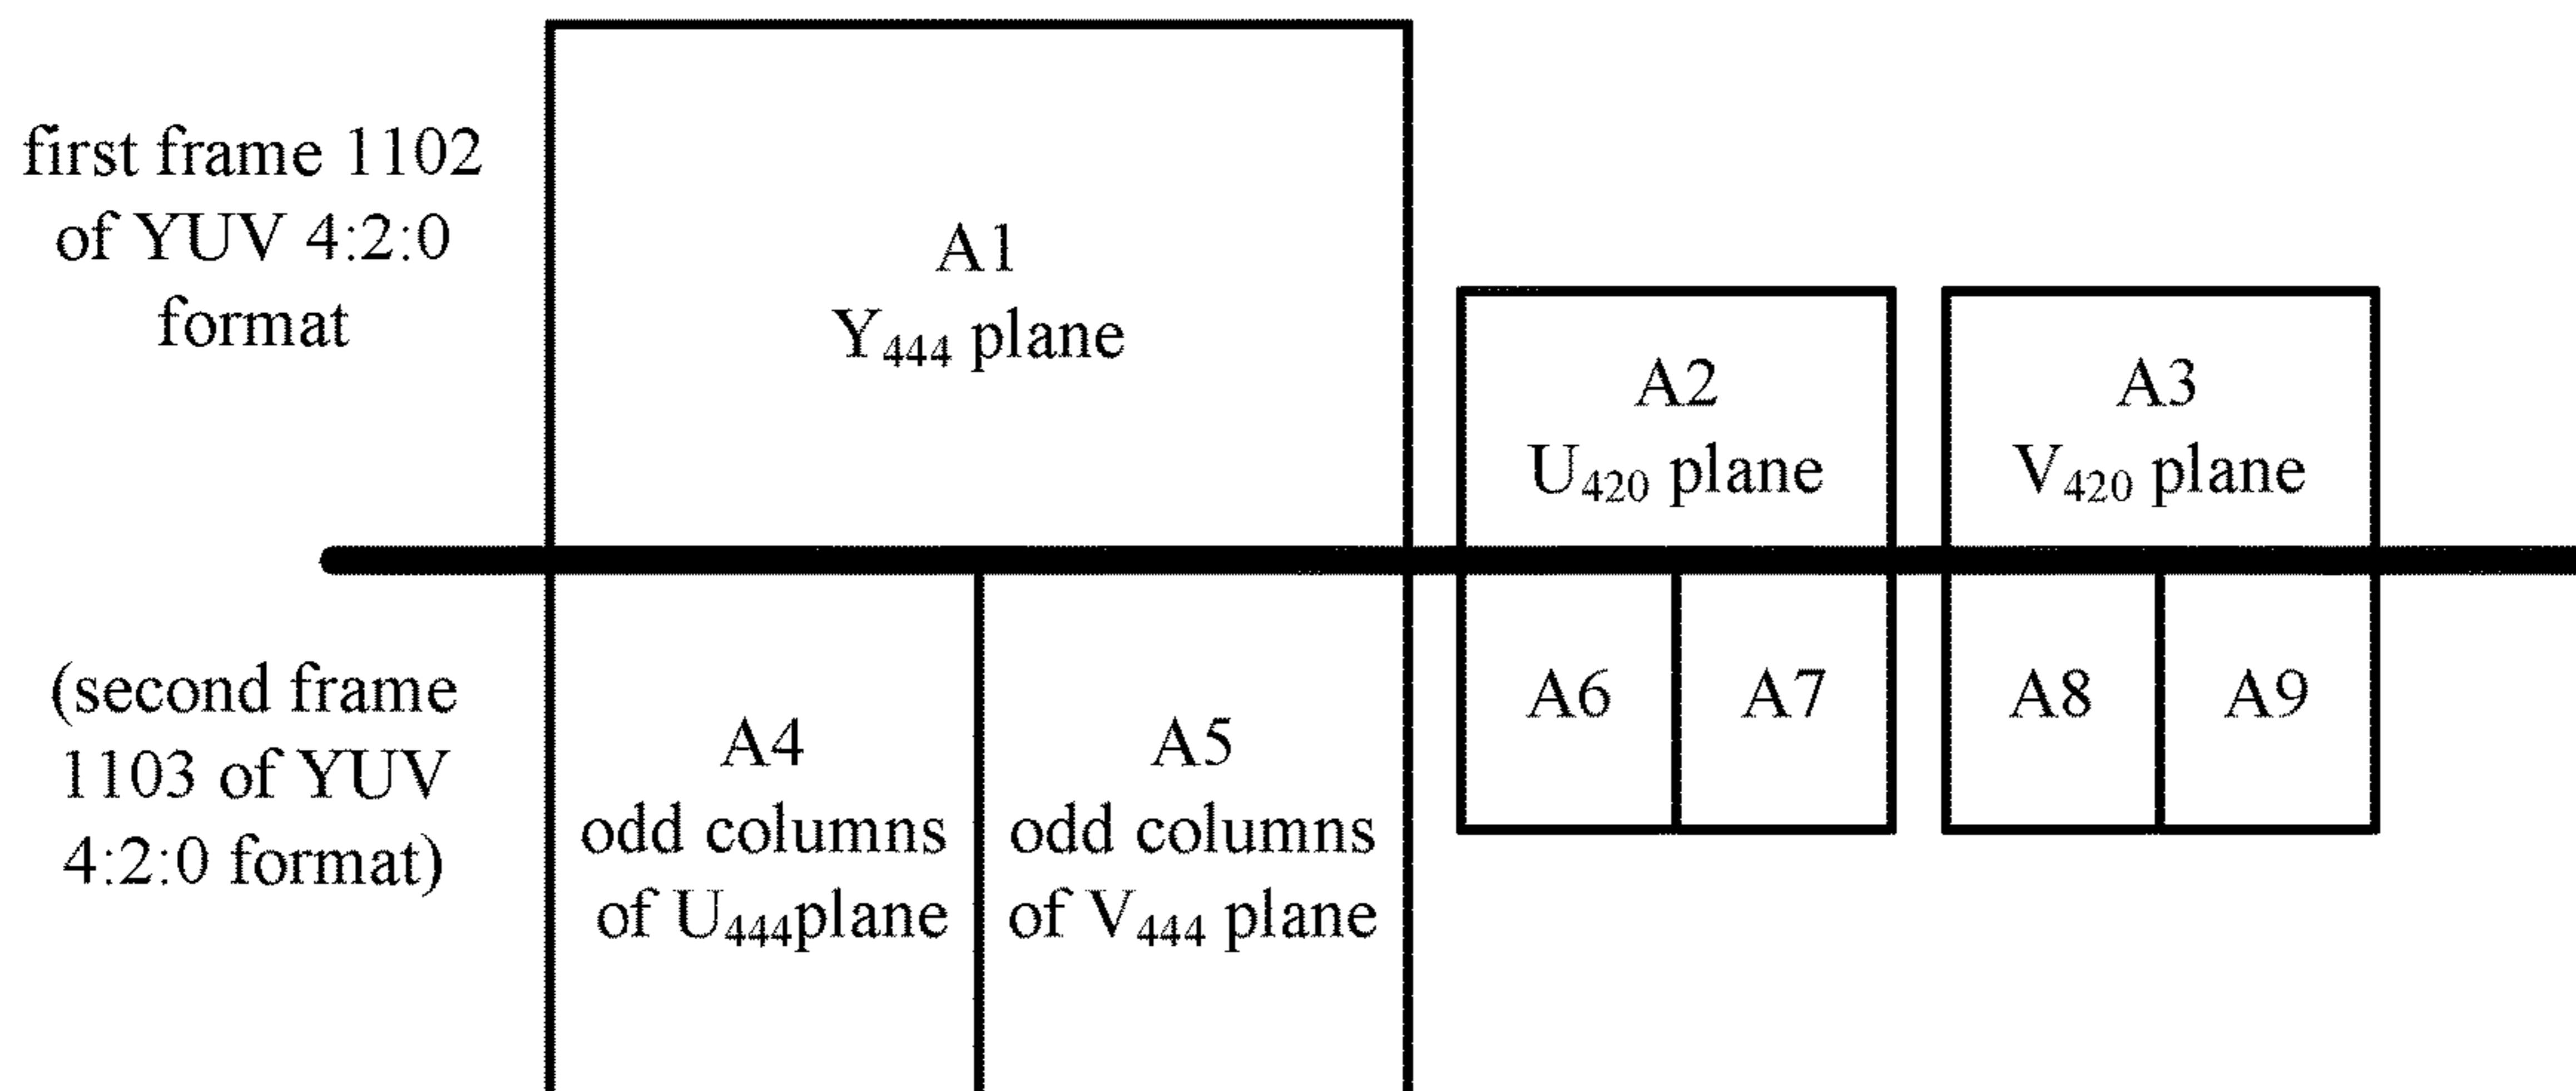 first frame 1102
of YUV 4:2:0
format
A1
Y₄₄₄ plane
A2
U₄₂₀ plane
A3
V₄₂₀ plane
(second frame
1103 of YUV
4:2:0 format)
A4
odd columns
of U₄₄₄plane
A5
odd columns
of V₄₄₄ plane
A6
A7
A8
A9